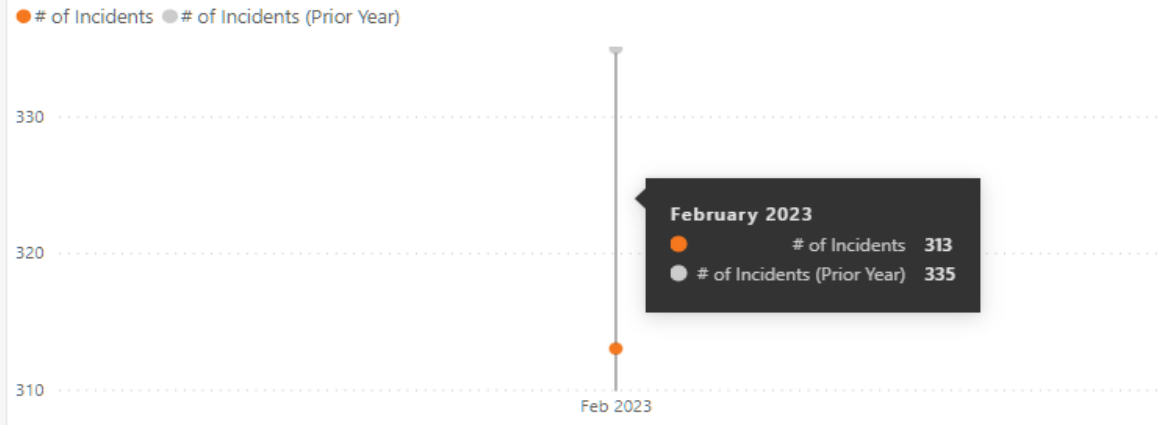 # of Incidents # of Incidents (Prior Year)
330
February 2023
# of Incidents 313
320
# of Incidents (Prior Year) 335
310
Feb 2023